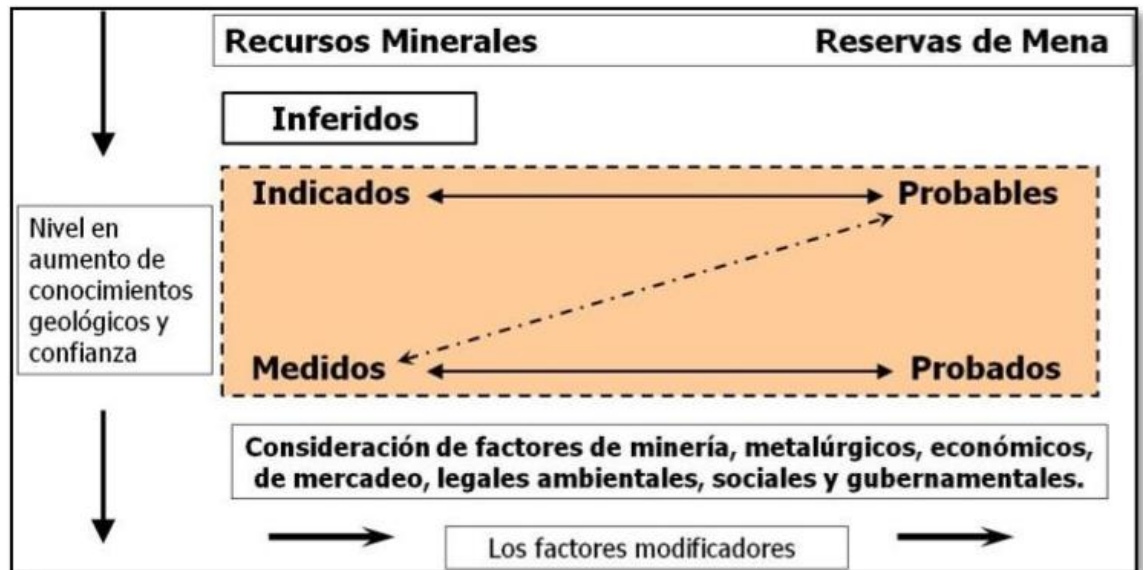 Recursos Minerales Reservas de Mena
Inferidos
Indicados Probables
Nivel en
aumento de
conocimientos
geológicos y
confianza
Medidos Probados
Consideración de factores de minería, metalúrgicos, económicos,
de mercadeo, legales ambientales, sociales y gubernamentales.
Los factores modificadores